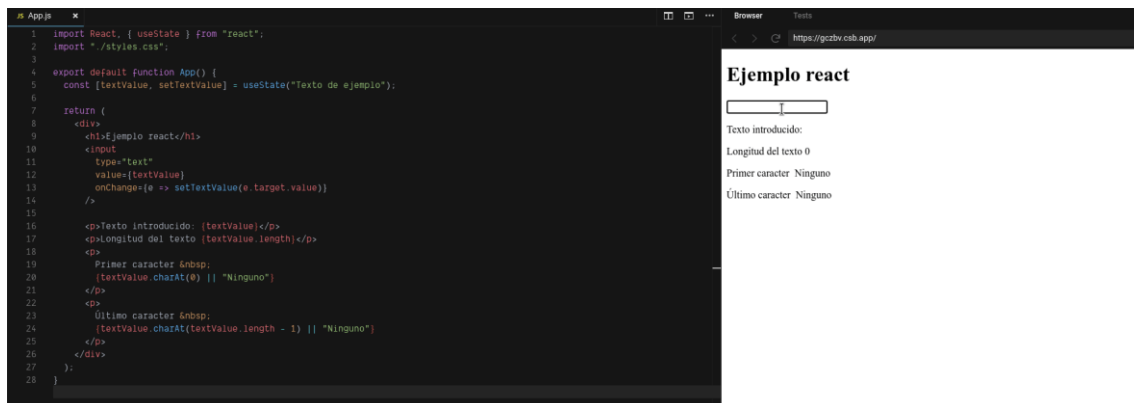 JS App.js ×
1 import React, { useState } from "react";
2 import "./styles.css";
3
4 export default function App() {
5 const [textValue, setTextValue] = useState("Texto de ejemplo");
6
7 return (
8 <div>
9 <h1>Ejemplo react</h1>
10 <input
11 type="text"
12 value={textValue}
13 onChange={e => setTextValue(e.target.value)}
14 />
15
16 <p>Texto introducido: {textValue}</p>
17 <p>Longitud del texto {textValue.length}</p>
18 <p>
19 Primer caracter &nbsp;
20 {textValue.charAt(0) || "Ninguno"}
21 </p>
22 <p>
23 Último caracter &nbsp;
24 {textValue.charAt(textValue.length - 1) || "Ninguno"}
25 </p>
26 </div>
27 );
28 }
Browser Tests
https://gczbv.csb.app/
Ejemplo react
Texto introducido:
Longitud del texto 0
Primer caracter Ninguno
Último caracter Ninguno